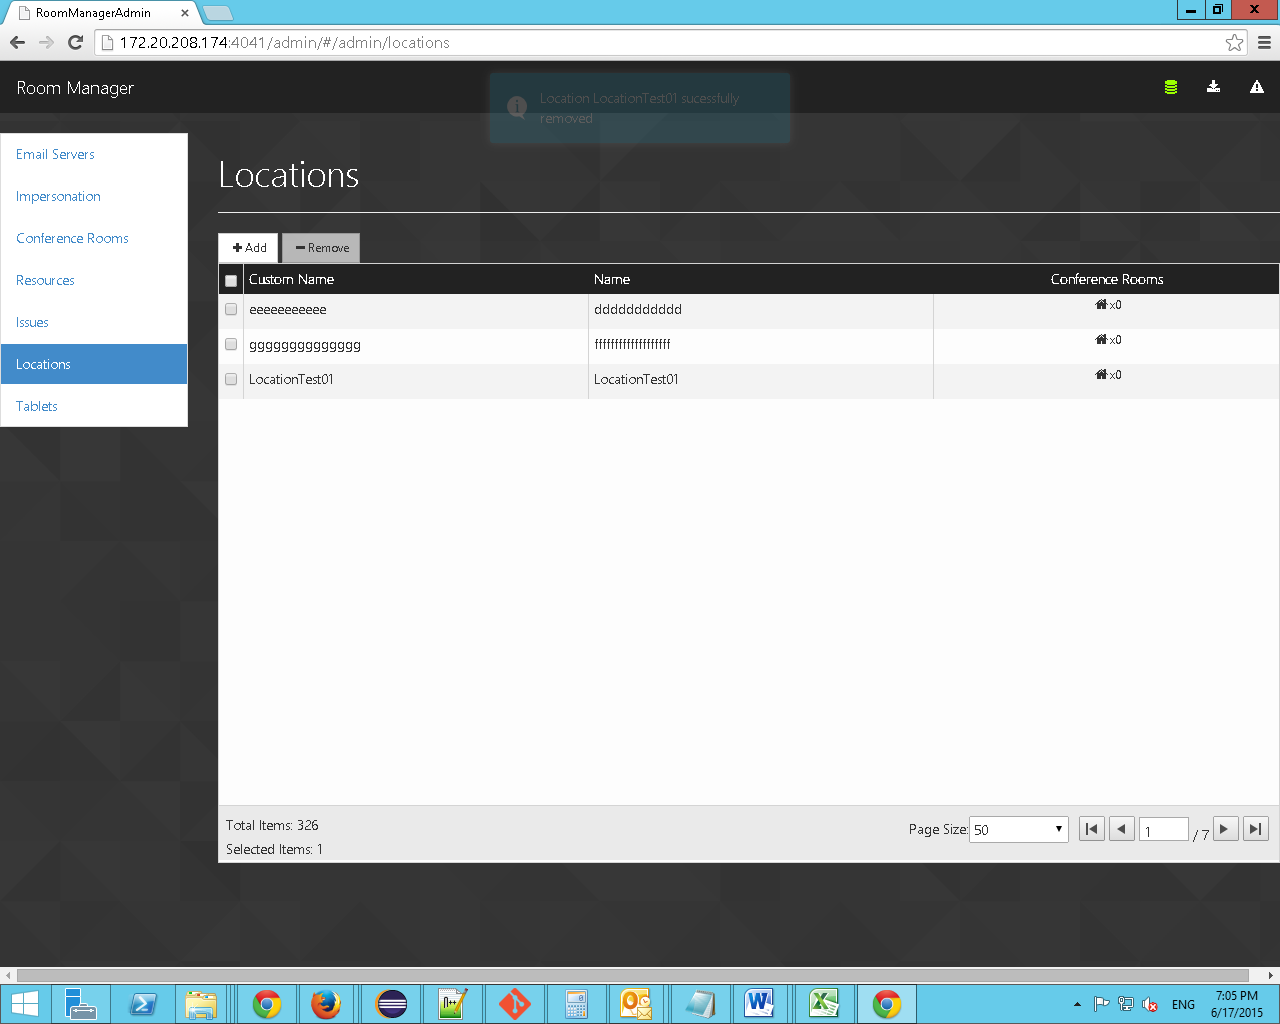 RoomManagerAdmin
172.20.208.174:4041/admin/#/admin/locations
Room Manager
Location LocationTest01 sucessfully
removed
Email Servers
Impersonation
Conference Rooms
Resources
Issues
Locations
Tablets
Locations
Add
Remove
Custom Name Name Conference Rooms
eeeeeeeeeee ddddddddddd x0
gggggggggggggg fffffffffffffffffff x0
LocationTest01 LocationTest01 x0
Total Items: 326
Selected Items: 1
Page Size: 50
1 / 7
N++
ENG
7:05 PM
6/17/2015